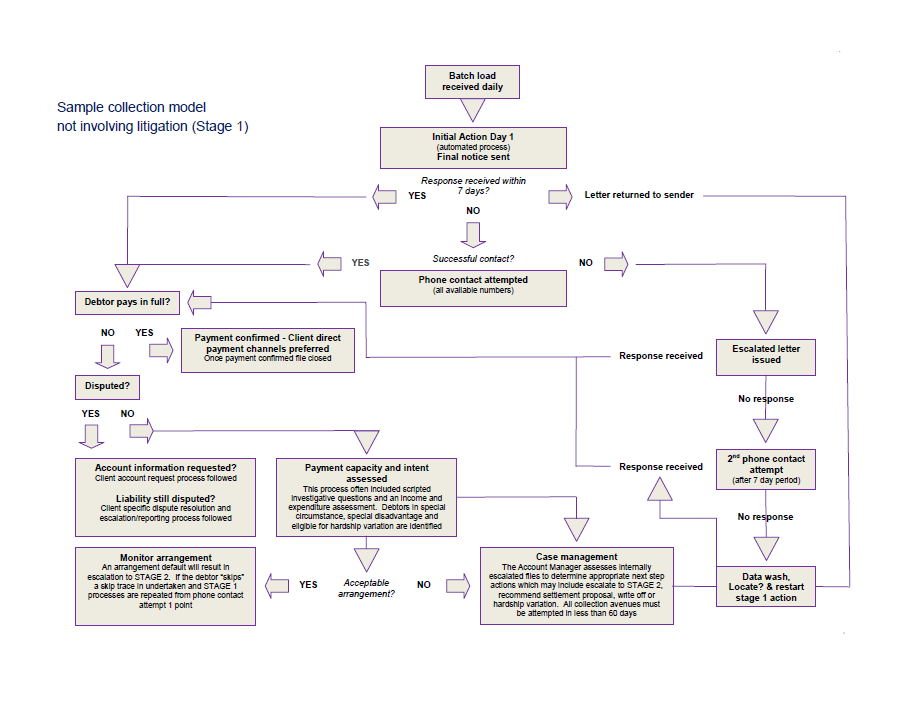 Batch load
received daily
Sample collection model
not involving litigation (Stage 1)
Initial Action Day 1
(automated process)
Final notice sent
Response received within
7 days?
YES
Letter returned to sender
NO
Successful contact?
YES
NO
Phone contact attempted
(all available numbers)
Debtor pays in full?
NO
YES
Payment confirmed - Client direct
payment channels preferred
Once payment confirmed file closed
Response received
Escalated letter
issued
Disputed?
No response
YES
NO
Account information requested?
Client account request process followed
Liability still disputed?
Client specific dispute resolution and
escalation/reporting process followed
Payment capacity and intent
assessed
This process often included scripted
investigative questions and an income and
expenditure assessment. Debtors in special
circumstance, special disadvantage and
eligible for hardship variation are identified
Response received
2nd phone contact
attempt
(after 7 day period)
No response
Monitor arrangement
An arrangement default will result in
escalation to STAGE 2. If the debtor "skips"
a skip trace in undertaken and STAGE 1
processes are repeated from phone contact
attempt 1 point
YES
Acceptable
arrangement?
NO
Case management
The Account Manager assesses internally
escalated files to determine appropriate next step
actions which may include escalate to STAGE 2,
recommend settlement proposal, write off or
hardship variation. All collection avenues must
be attempted in less than 60 days
Data wash,
Locate? & restart
stage 1 action